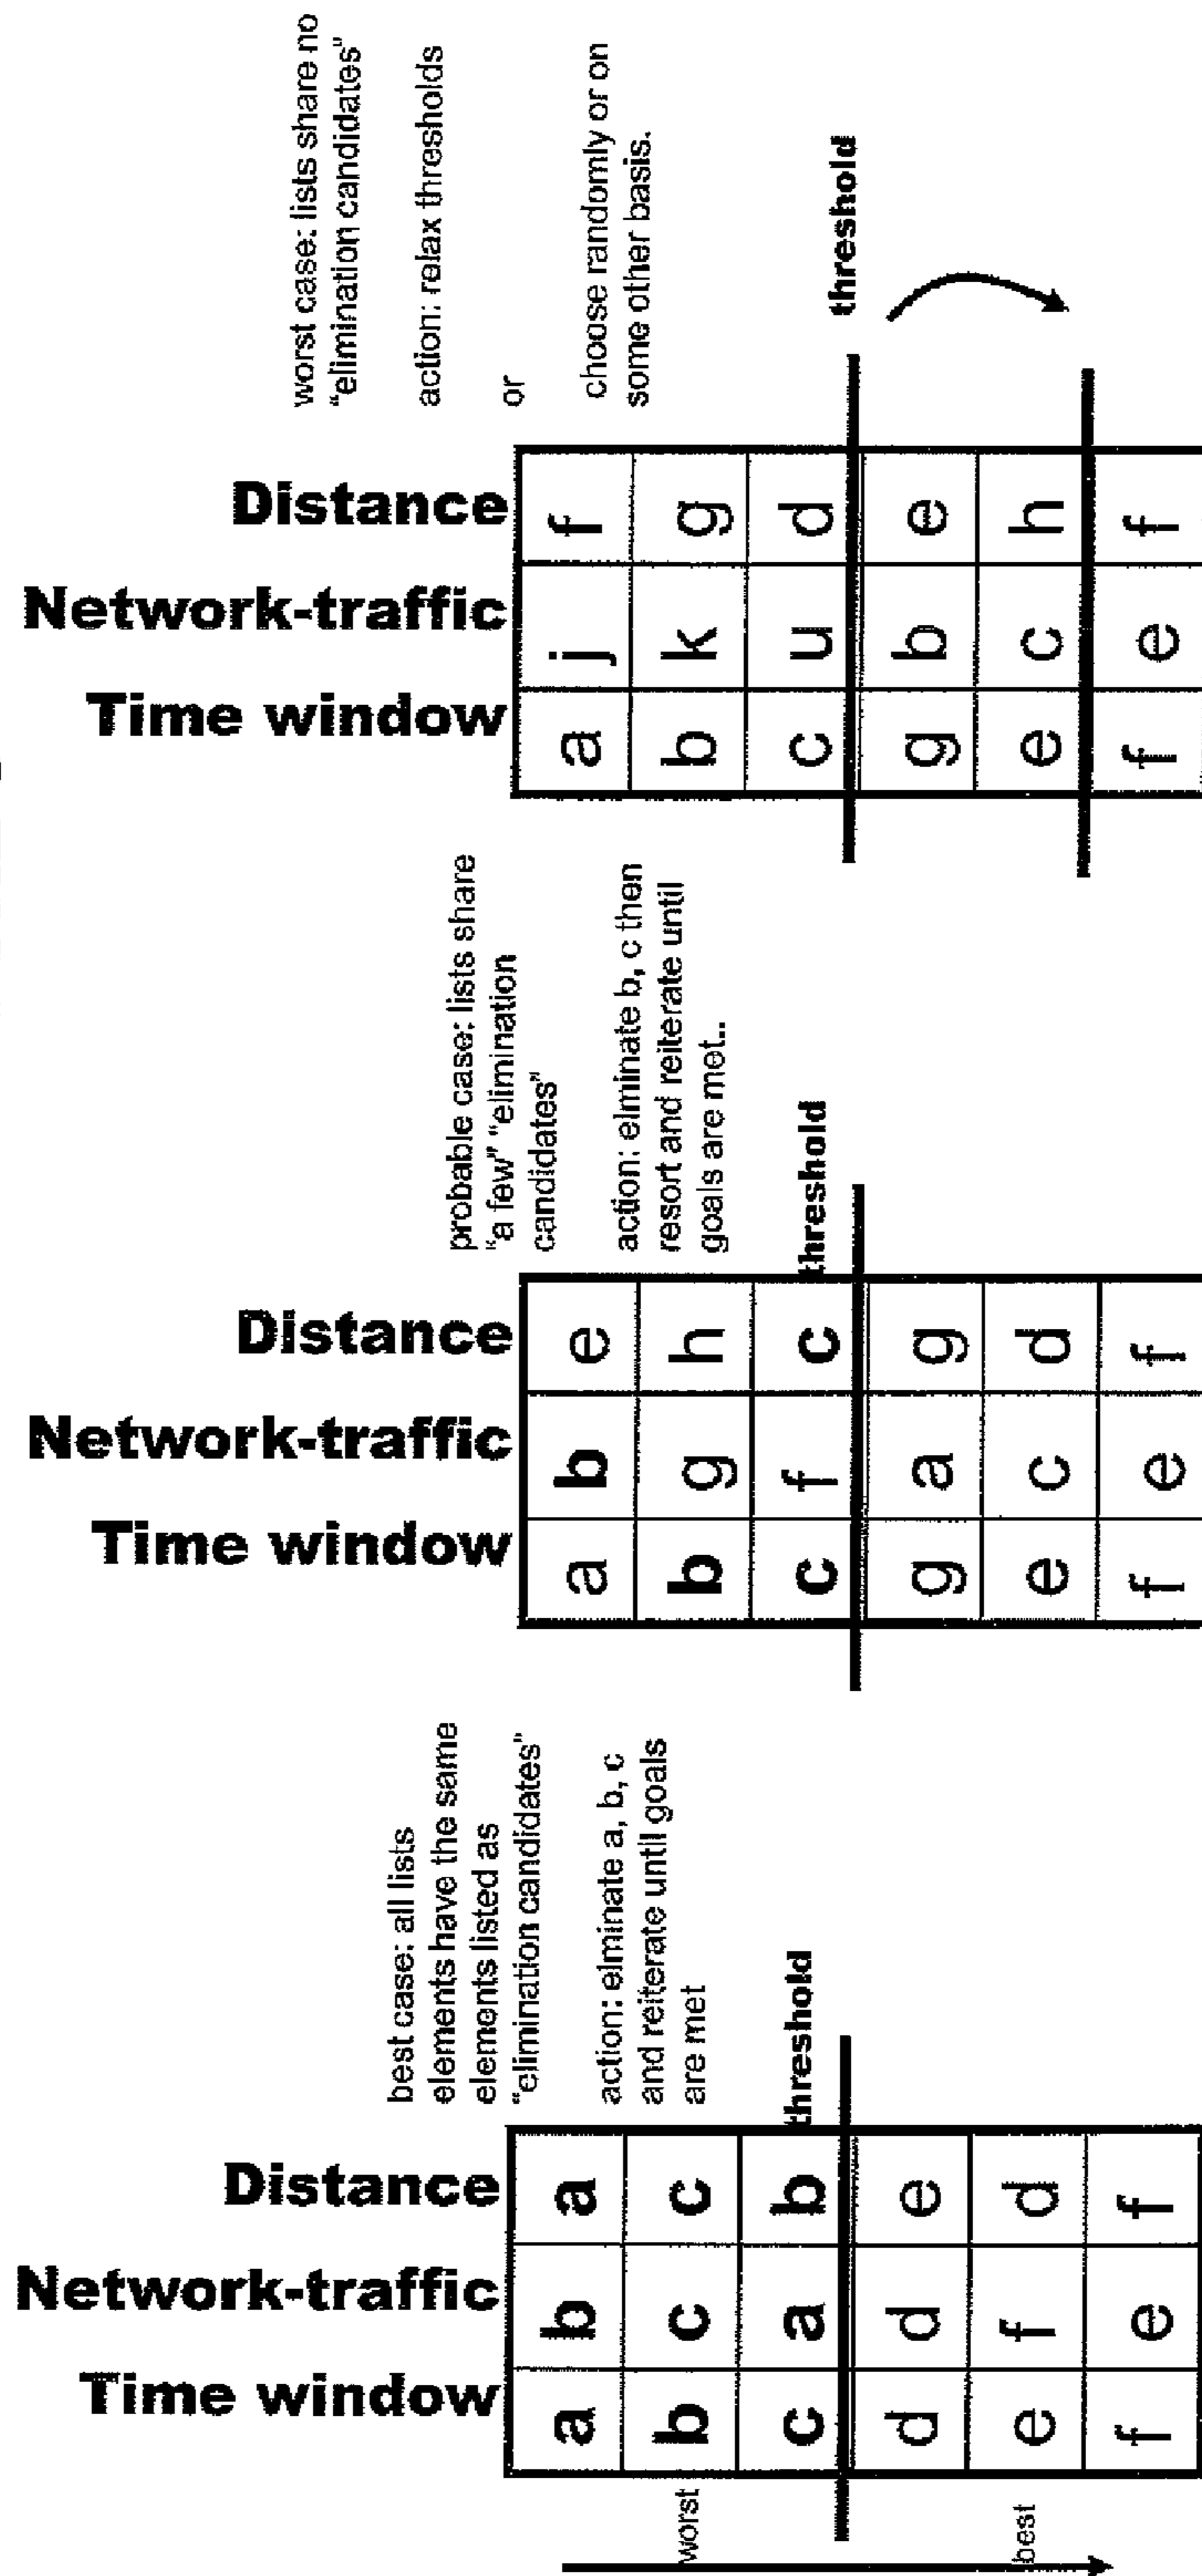 Time window
Network-traffic
Distance
a b a
b c c
c a b
d d e
e f d
f e f
worst
best
threshold
best case: all lists
elements have the same
elements listed as
"elimination candidates"
action: elminate a, b, c
and reiterate until goals
are met
Time window
Network-traffic
Distance
a b e
b g h
c f c
g a g
e c d
f e f
threshold
probable case: lists share
"a few" "elimination
candidates"
action: elminate b, c then
resort and reiterate until
goals are met..
Time window
Network-traffic
Distance
a j f
b k g
c u d
g b e
e c h
f e f
threshold
worst case: lists share no
"elimination candidates"
action: relax thresholds
or
choose randomly or on
some other basis.